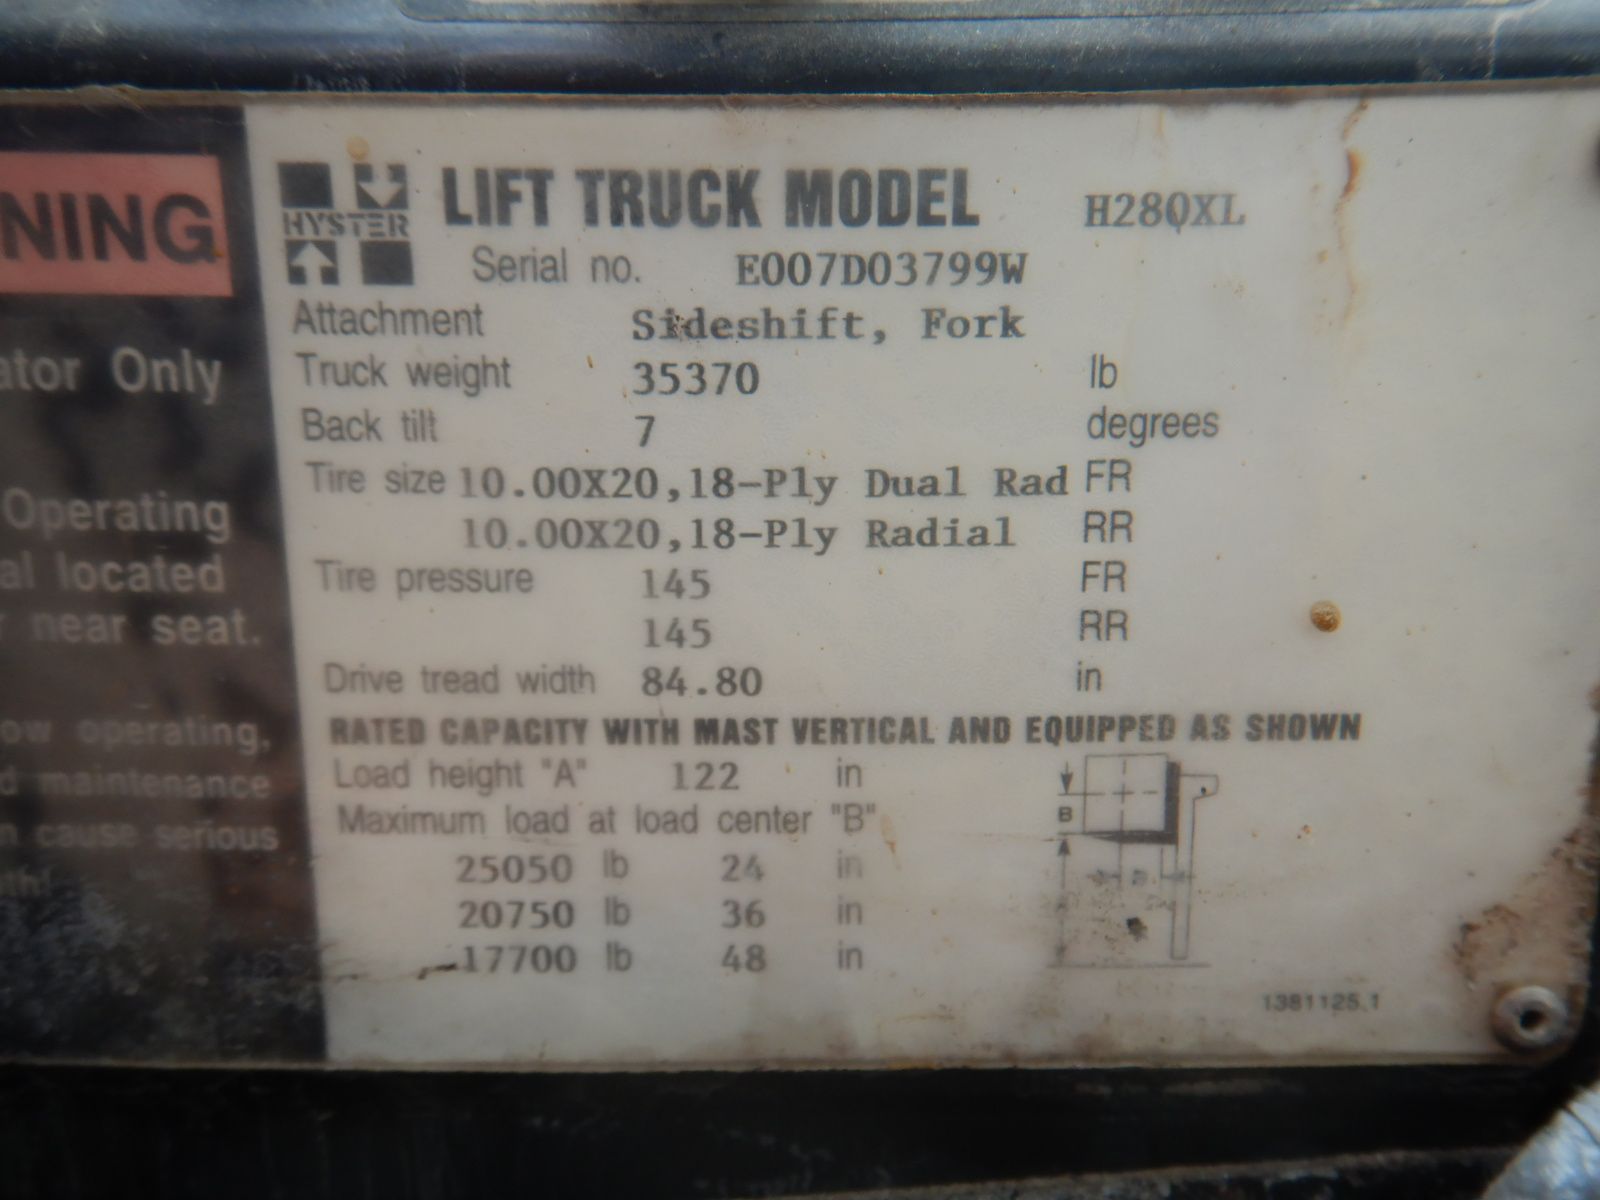 NING
ator Only
Operating
al located
near seat.
ow operating,
d maintenance
n cause serious
HYSTER
LIFT TRUCK MODEL H280XL
Serial no. E007D03799W
Attachment Sideshift, Fork
Truck weight 35370 lb
Back tilt 7 degrees
Tire size 10.00X20,18-Ply Dual Rad FR
10.00X20,18-Ply Radial RR
Tire pressure 145 FR
145 RR
Drive tread width 84.80 in
RATED CAPACITY WITH MAST VERTICAL AND EQUIPPED AS SHOWN
Load height "A" 122 in
Maximum load at load center "B"
25050 lb 24 in
20750 lb 36 in
17700 lb 48 in
B
1381125.1